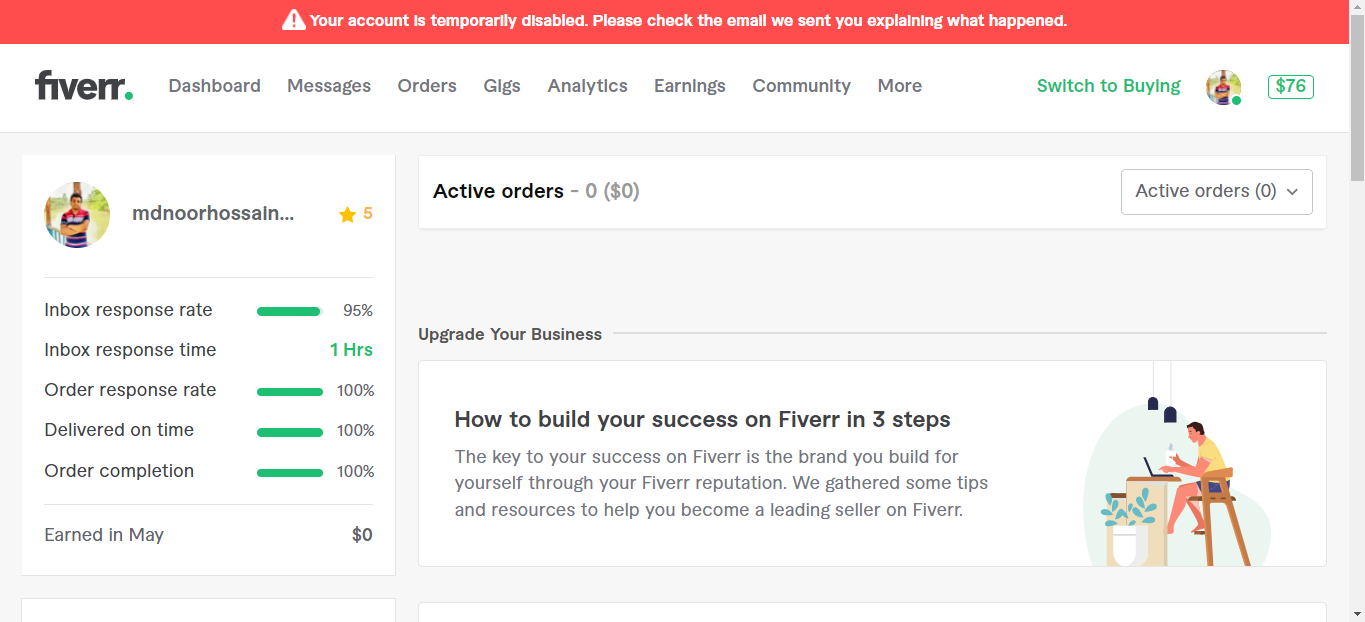 Your account is temporarily disabled. Please check the email we sent you explaining what happened.
fiverr. Dashboard Messages Orders Gigs Analytics Earnings Community More Switch to Buying $76
mdnoorhossain... 5
Inbox response rate 95%
Inbox response time 1 Hrs
Order response rate 100%
Delivered on time 100%
Order completion 100%
Earned in May $0
Active orders - 0 ($0) Active orders (0)
Upgrade Your Business
How to build your success on Fiverr in 3 steps
The key to your success on Fiverr is the brand you build for
yourself through your Fiverr reputation. We gathered some tips
and resources to help you become a leading seller on Fiverr.